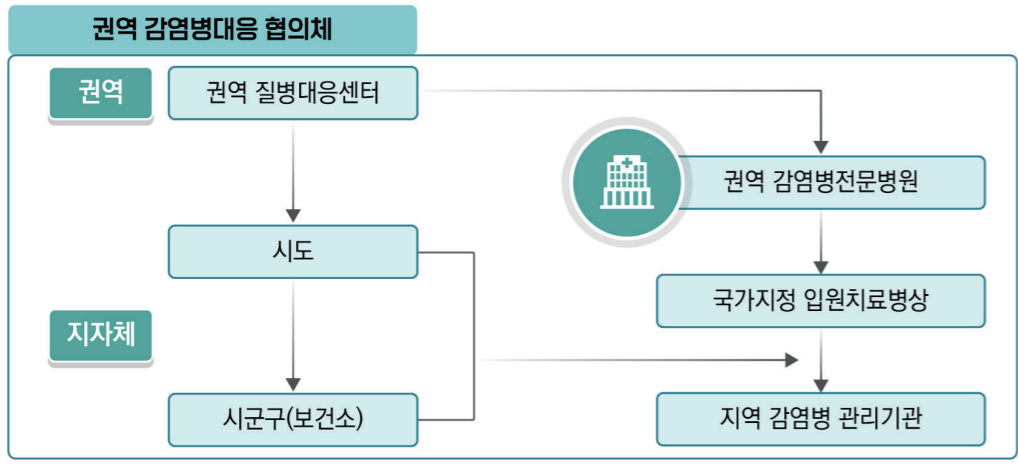 권역 감염병대응 협의체
권역
권역 질병대응센터
권역 감염병전문병원
시도
국가지정 입원치료병상
지자체
시군구(보건소)
지역 감염병 관리기관